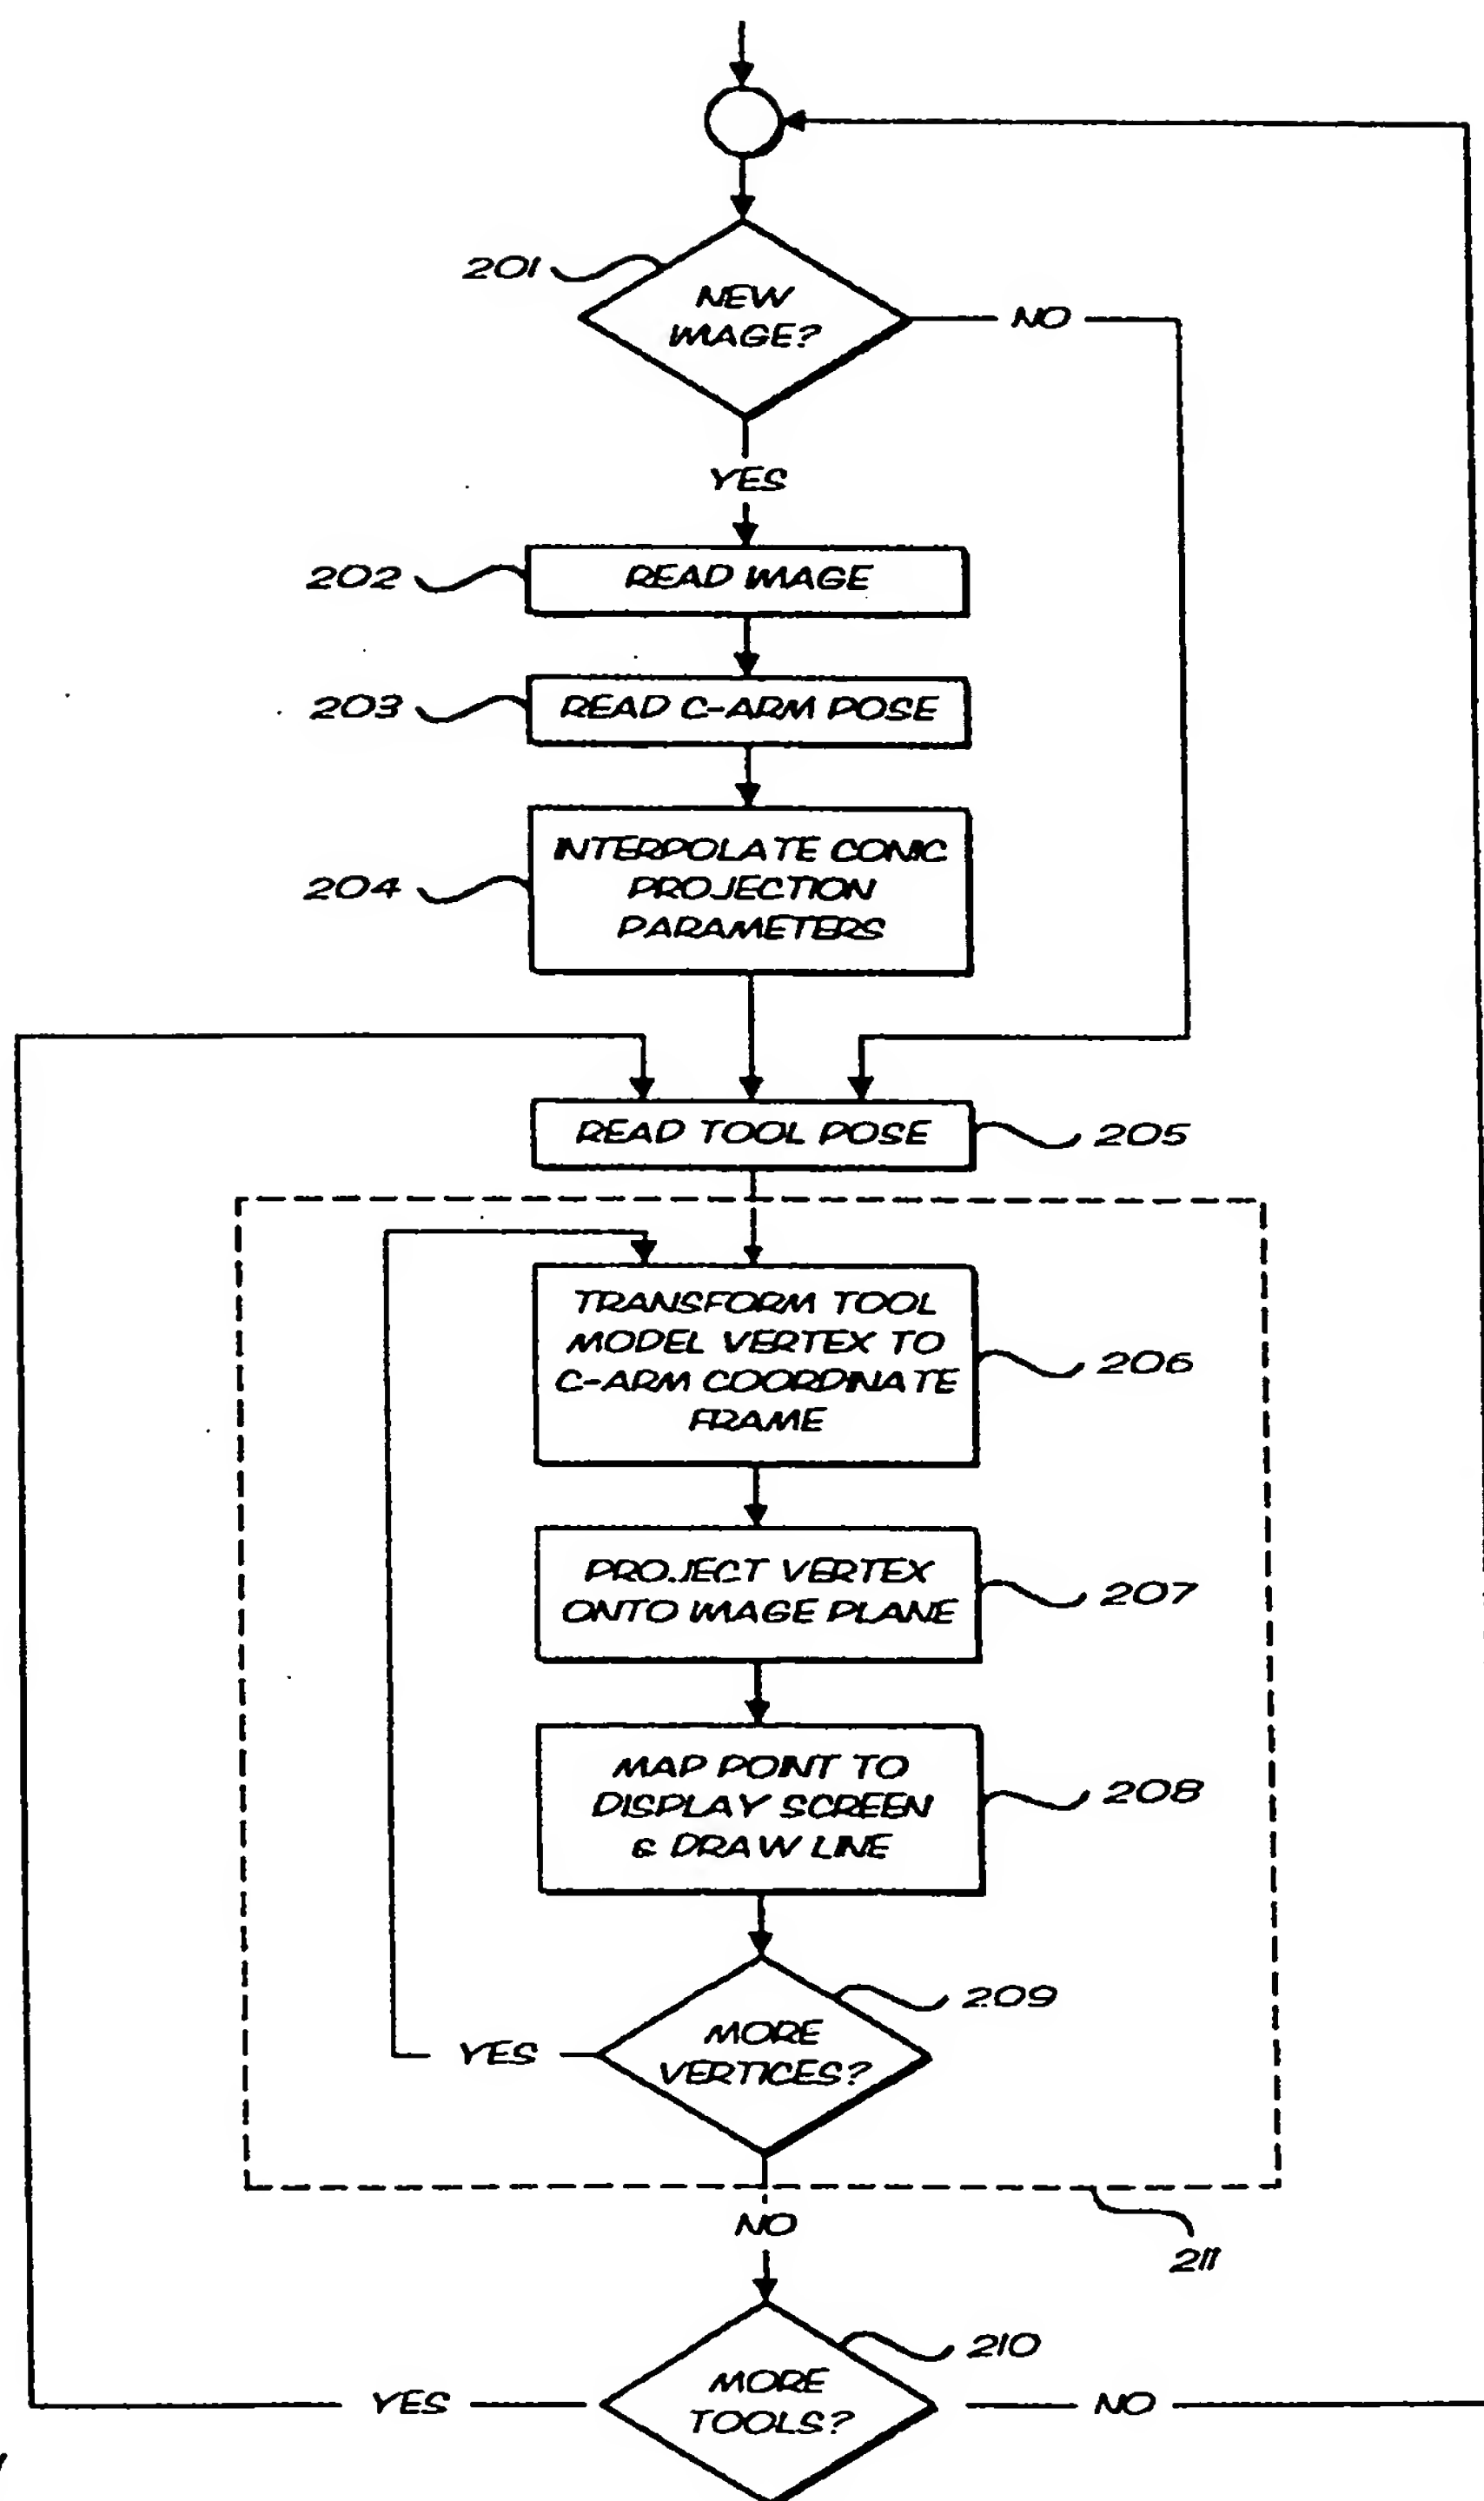 201
NEW
IMAGE?
NO
YES
202
READ IMAGE
203
READ C-ARM POSE
204
INTERPOLATE CONIC
PROJECTION
PARAMETERS
READ TOOL POSE
205
TRANSFORM TOOL
MODEL VERTEX TO
C-ARM COORDINATE
FRAME
206
PROJECT VERTEX
ONTO IMAGE PLANE
207
MAP POINT TO
DISPLAY SCREEN
& DRAW LINE
208
209
MORE
VERTICES?
YES
NO
211
210
MORE
TOOLS?
YES
NO